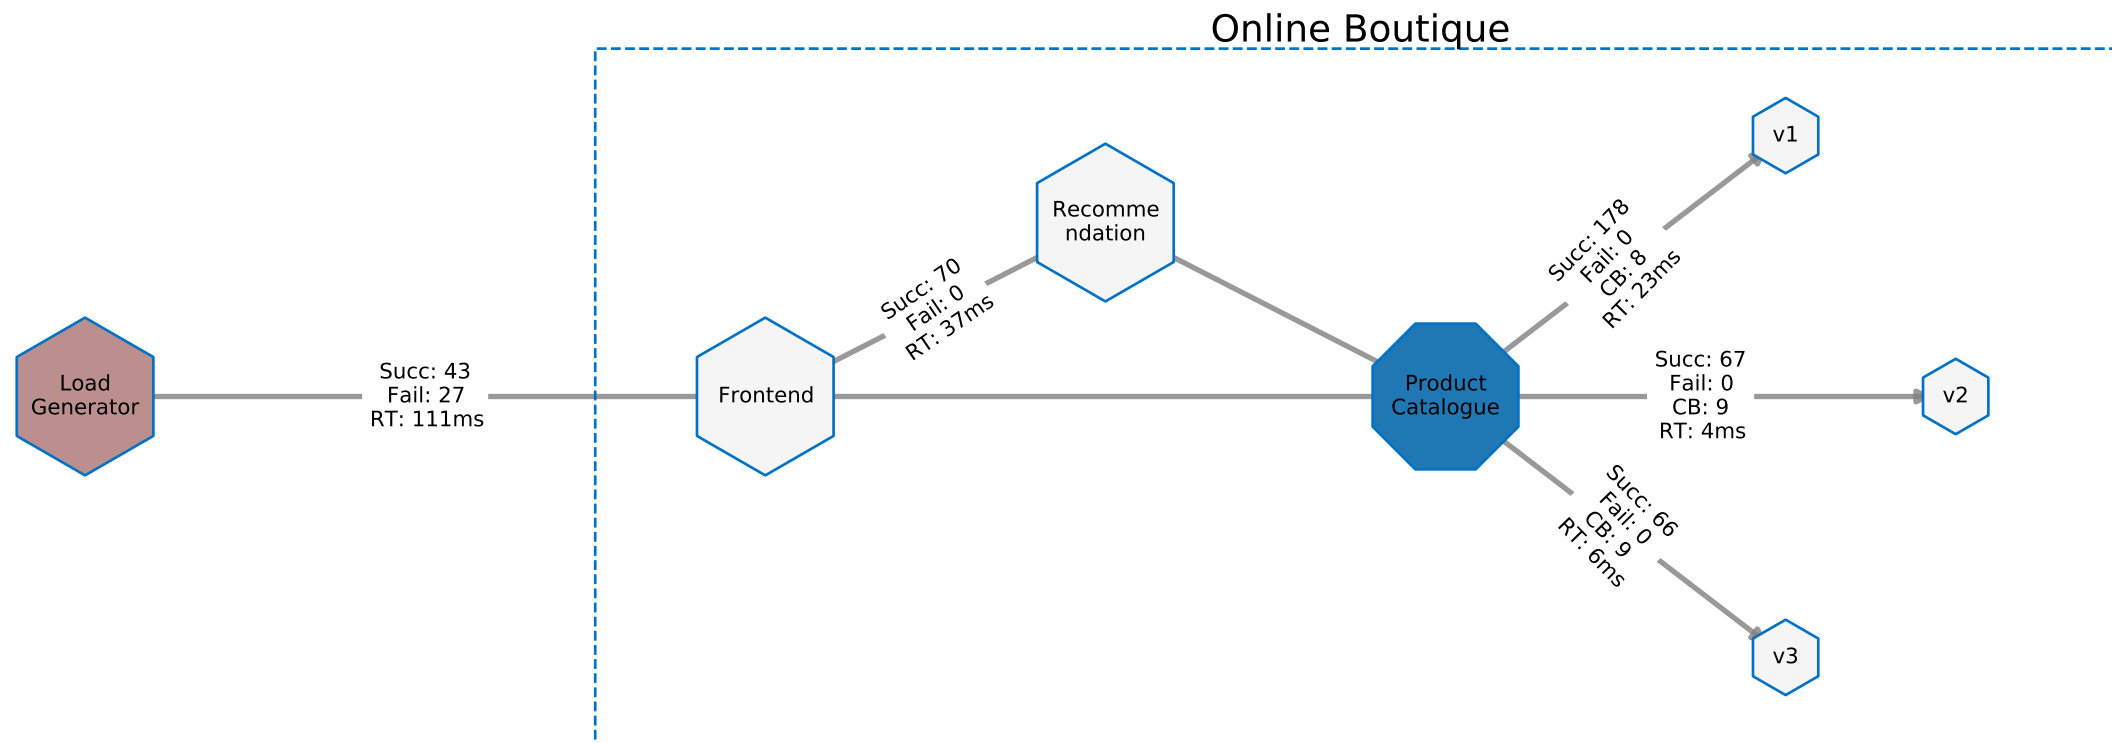 Online Boutique
Load
Generator
Succ: 43
Fail: 27
RT: 111ms
Frontend
Succ: 70
Fail: 0
RT: 37ms
Recomme
ndation
Product
Catalogue
Succ: 178
Fail: 0
CB: 8
RT: 23ms
v1
Succ: 67
Fail: 0
CB: 9
RT: 4ms
v2
Succ: 66
Fail: 0
CB: 9
RT: 6ms
v3